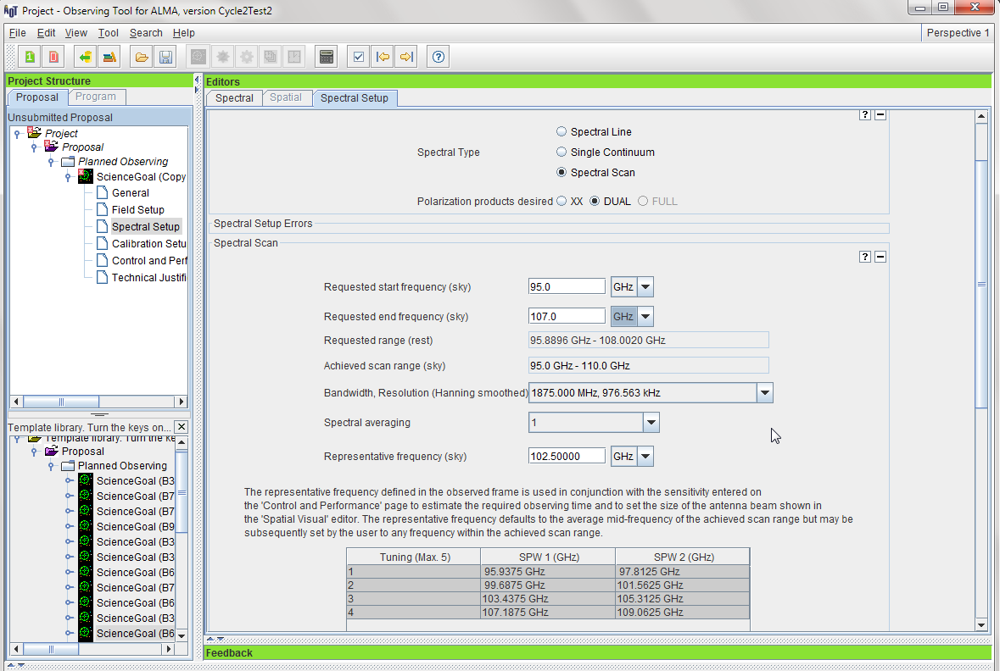 Project - Observing Tool for ALMA, version Cycle2Test2
File Edit View Tool Search Help
Perspective 1
Project Structure
Proposal Program
Unsubmitted Proposal
Project
Proposal
Planned Observing
ScienceGoal (Copy
General
Field Setup
Spectral Setup
Calibration Setu
Control and Perf
Technical Justifi
Template library. Turn the keys on...
Template library. Turn the ke
Proposal
Planned Observing
ScienceGoal (B3
ScienceGoal (B7
ScienceGoal (B7
ScienceGoal (B9
ScienceGoal (B3
ScienceGoal (B3
ScienceGoal (B6
ScienceGoal (B7
ScienceGoal (B6
ScienceGoal (B3
ScienceGoal (B6
Editors
Spectral Spatial Spectral Setup
Spectral Type
Spectral Line
Single Continuum
Spectral Scan
Polarization products desired XX DUAL FULL
Spectral Setup Errors
Spectral Scan
Requested start frequency (sky) 95.0 GHz
Requested end frequency (sky) 107.0 GHz
Requested range (rest) 95.8896 GHz - 108.0020 GHz
Achieved scan range (sky) 95.0 GHz - 110.0 GHz
Bandwidth, Resolution (Hanning smoothed) 1875.000 MHz, 976.563 kHz
Spectral averaging 1
Representative frequency (sky) 102.50000 GHz
The representative frequency defined in the observed frame is used in conjunction with the sensitivity entered on
the 'Control and Performance' page to estimate the required observing time and to set the size of the antenna beam shown in
the 'Spatial Visual' editor. The representative frequency defaults to the average mid-frequency of the achieved scan range but may be
subsequently set by the user to any frequency within the achieved scan range.
Tuning (Max. 5) SPW 1 (GHz) SPW 2 (GHz)
1 95.9375 GHz 97.8125 GHz
2 99.6875 GHz 101.5625 GHz
3 103.4375 GHz 105.3125 GHz
4 107.1875 GHz 109.0625 GHz
Feedback